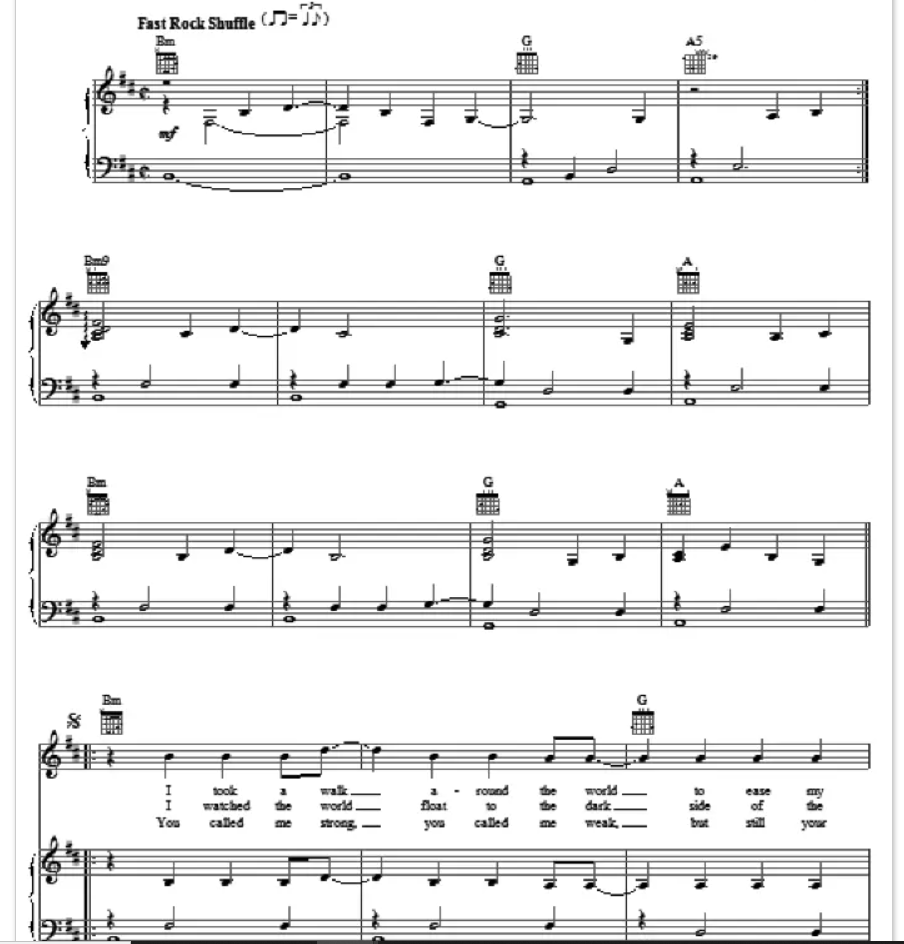 Fast Rock Shuffle
Bm G A5
mf
Bm9 G A
Bm G A
Bm G
I took a walk a - round the world to ease my
I watched the world float to the dark side of the
You called me strong, you called me weak, but still your